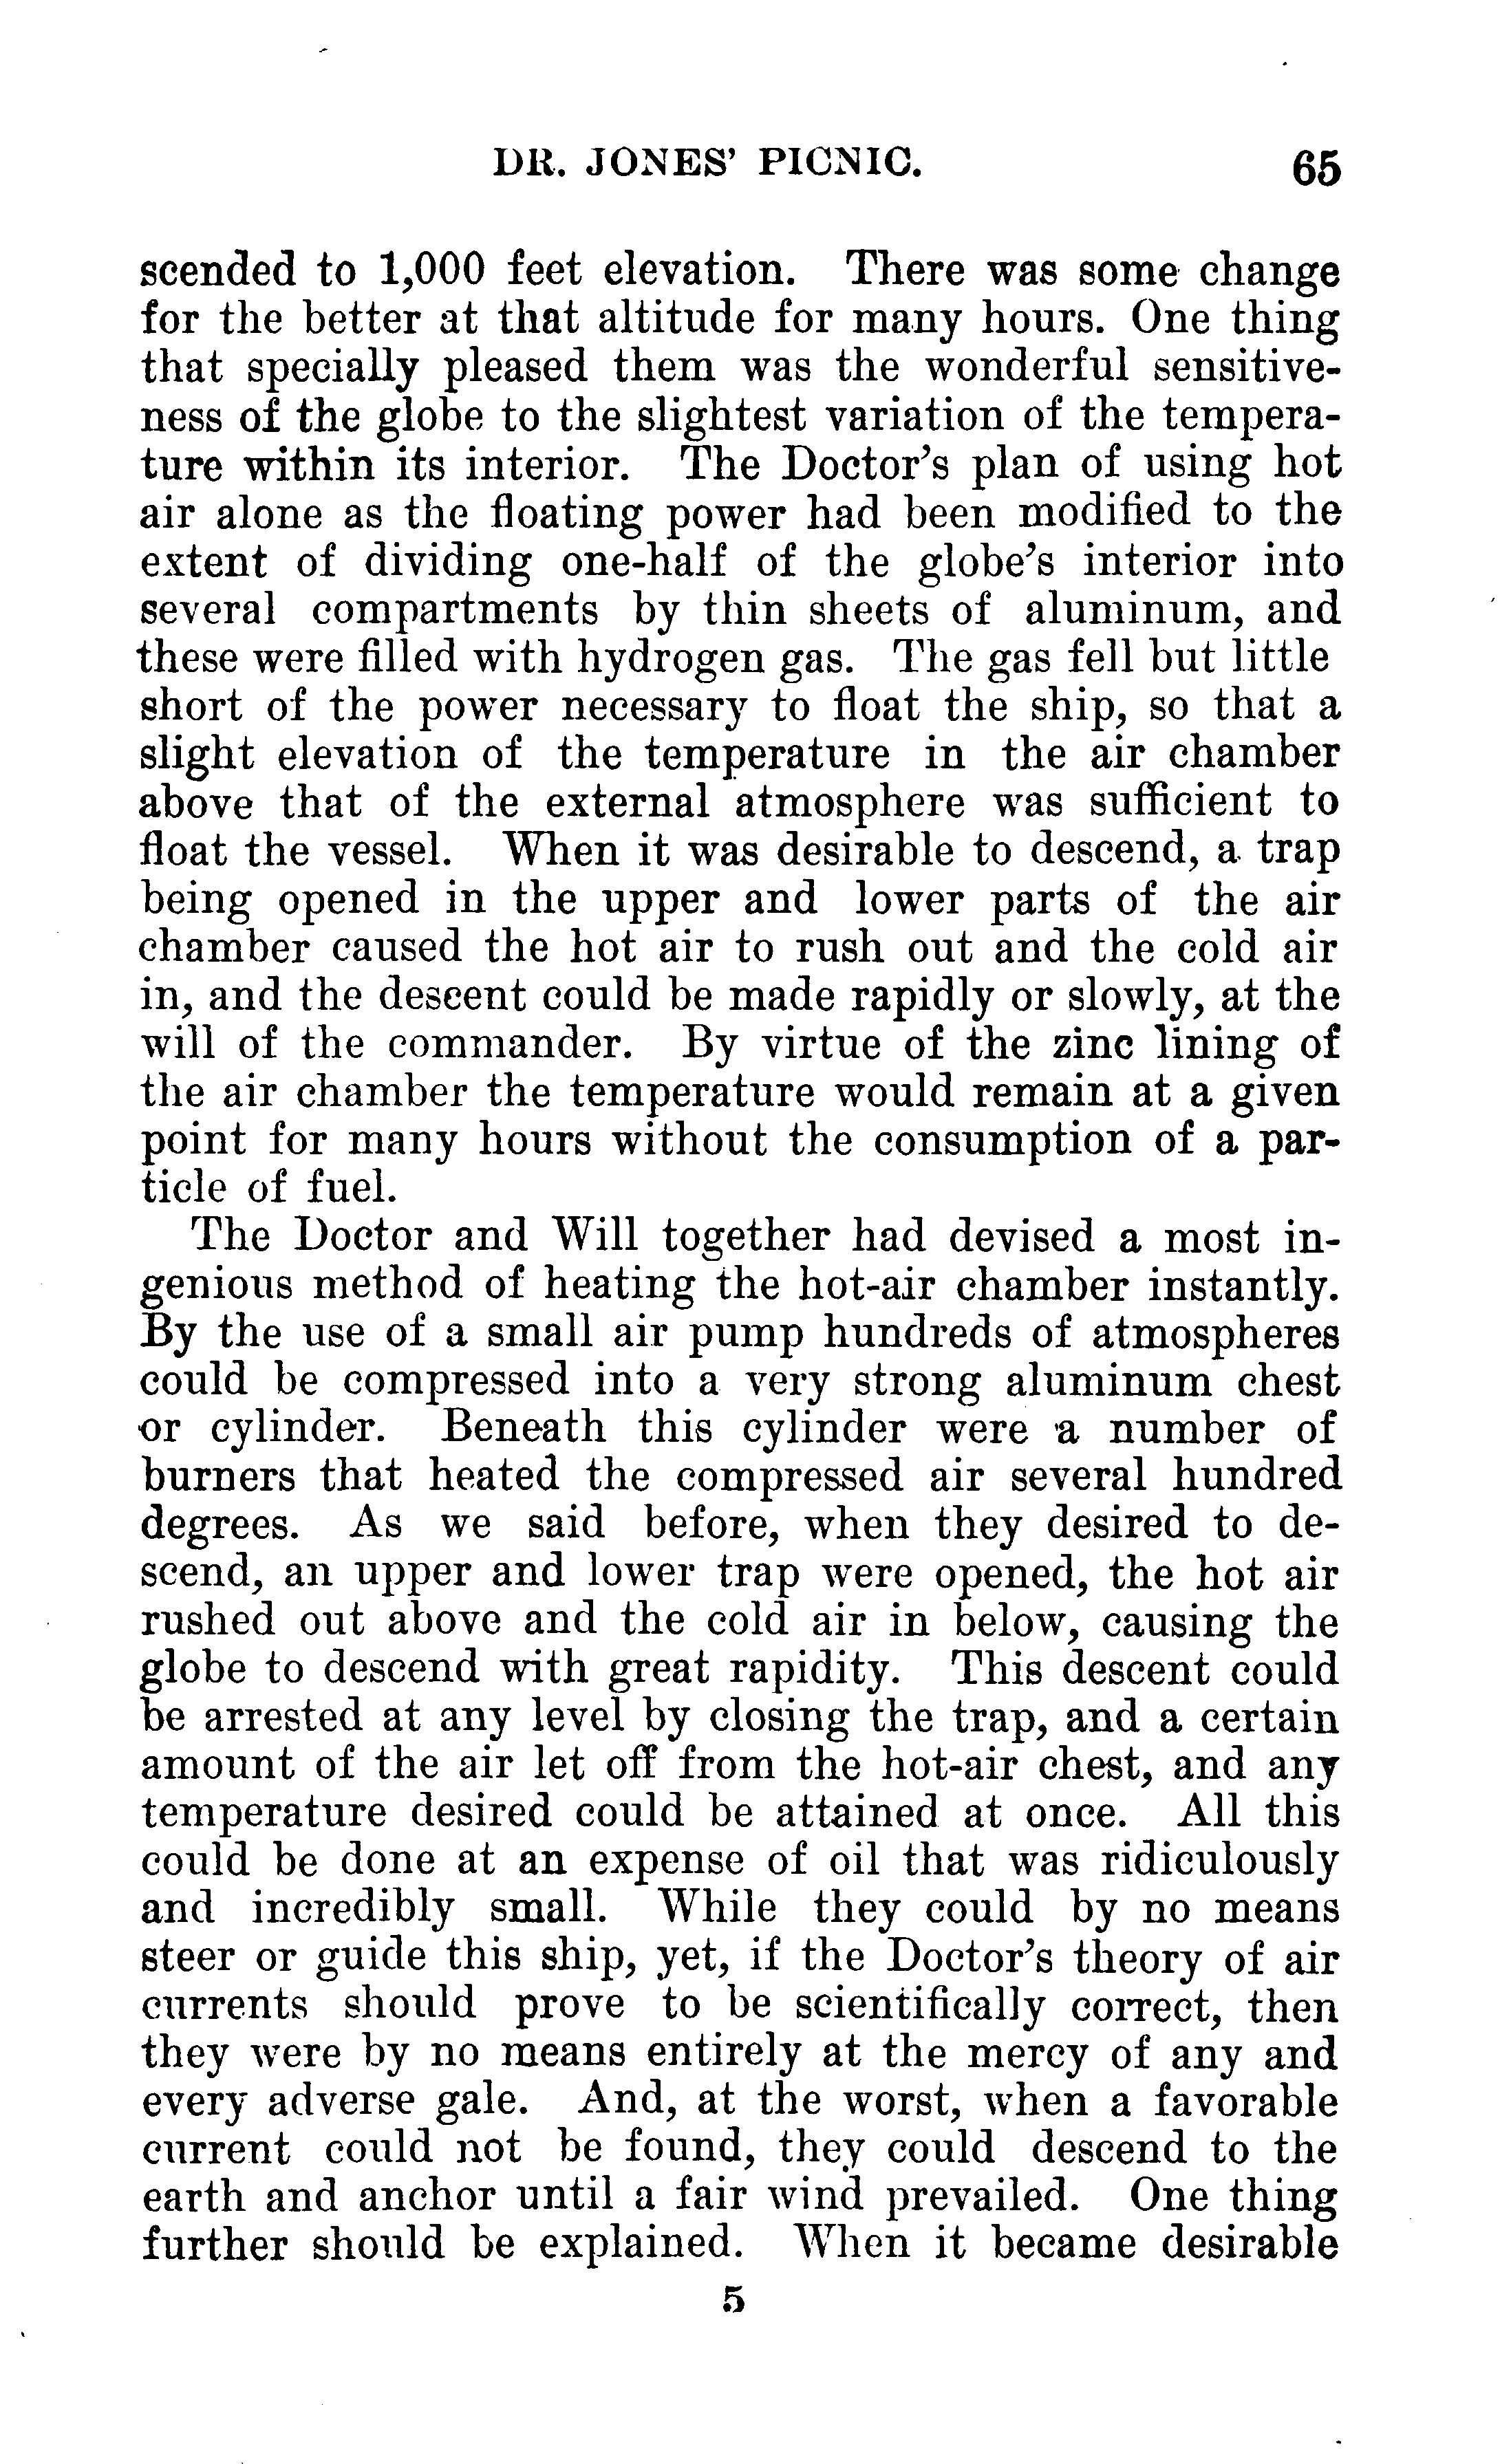 DR. JONES' PICNIC. 65
scended to 1,000 feet elevation. There was some change
for the better at that altitude for many hours. One thing
that specially pleased them was the wonderful sensitive-
ness of the globe to the slightest variation of the tempera-
ture within its interior. The Doctor's plan of using hot
air alone as the floating power had been modified to the
extent of dividing one-half of the globe's interior into
several compartments by thin sheets of aluminum, and
these were filled with hydrogen gas. The gas fell but little
short of the power necessary to float the ship, so that a
slight elevation of the temperature in the air chamber
above that of the external atmosphere was sufficient to
float the vessel. When it was desirable to descend, a trap
being opened in the upper and lower parts of the air
chamber caused the hot air to rush out and the cold air
in, and the descent could be made rapidly or slowly, at the
will of the commander. By virtue of the zinc lining of
the air chamber the temperature would remain at a given
point for many hours without the consumption of a par-
ticle of fuel.
The Doctor and Will together had devised a most in-
genious method of heating the hot-air chamber instantly.
By the use of a small air pump hundreds of atmospheres
could be compressed into a very strong aluminum chest
or cylinder. Beneath this cylinder were a number of
burners that heated the compressed air several hundred
degrees. As we said before, when they desired to de-
scend, an upper and lower trap were opened, the hot air
rushed out above and the cold air in below, causing the
globe to descend with great rapidity. This descent could
be arrested at any level by closing the trap, and a certain
amount of the air let off from the hot-air chest, and any
temperature desired could be attained at once. All this
could be done at an expense of oil that was ridiculously
and incredibly small. While they could by no means
steer or guide this ship, yet, if the Doctor's theory of air
currents should prove to be scientifically correct, then
they were by no means entirely at the mercy of any and
every adverse gale. And, at the worst, when a favorable
current could not be found, they could descend to the
earth and anchor until a fair wind prevailed. One thing
further should be explained. When it became desirable
5